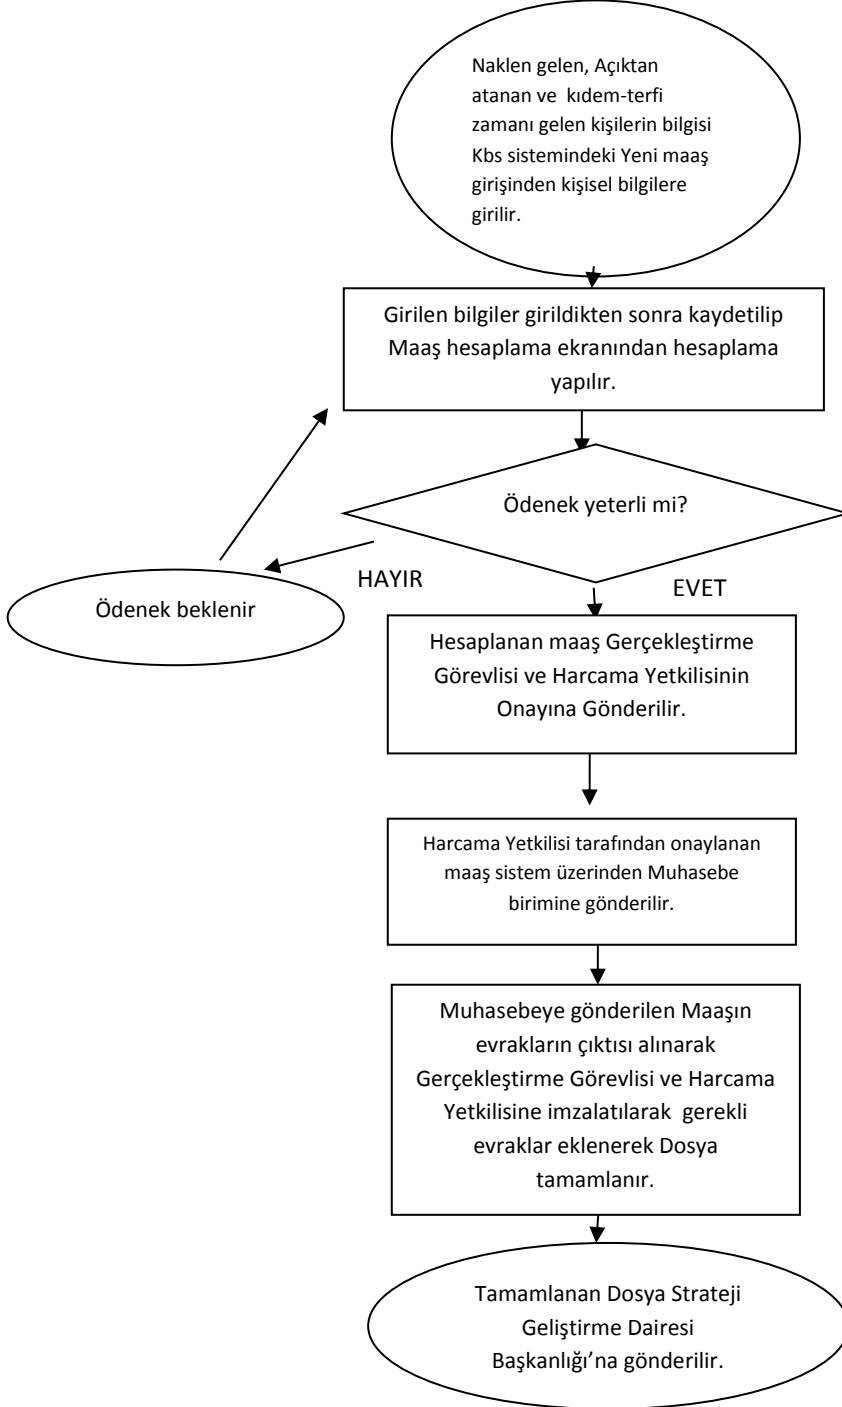 Naklen gelen, Açıktan
atanan ve kıdem-terfi
zamanı gelen kişilerin bilgisi
Kbs sistemindeki Yeni maaş
girişinden kişisel bilgilere
girilir.
Girilen bilgiler girildikten sonra kaydetilip
Maaş hesaplama ekranından hesaplama
yapılır.
Ödenek yeterli mi?
HAYIR
EVET
Ödenek beklenir
Hesaplanan maaş Gerçekleştirme
Görevlisi ve Harcama Yetkilisinin
Onayına Gönderilir.
Harcama Yetkilisi tarafından onaylanan
maaş sistem üzerinden Muhasebe
birimine gönderilir.
Muhasebeye gönderilen Maaşın
evrakların çıktısı alınarak
Gerçekleştirme Görevlisi ve Harcama
Yetkilisine imzalatılarak gerekli
evraklar eklenerek Dosya
tamamlanır.
Tamamlanan Dosya Strateji
Geliştirme Dairesi
Başkanlığı’na gönderilir.